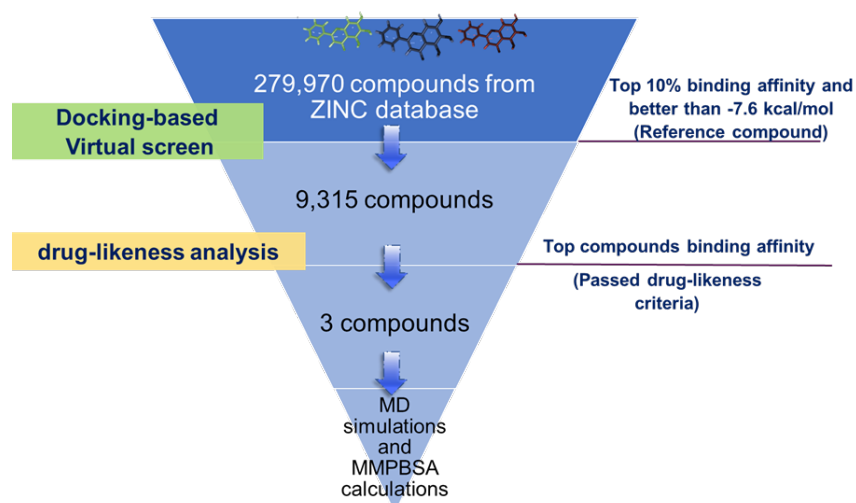 279,970 compounds from
ZINC database
Top 10% binding affinity and
better than -7.6 kcal/mol
(Reference compound)
Docking-based
Virtual screen
9,315 compounds
drug-likeness analysis
Top compounds binding affinity
(Passed drug-likeness
criteria)
3 compounds
MD
simulations
and
MMPBSA
calculations